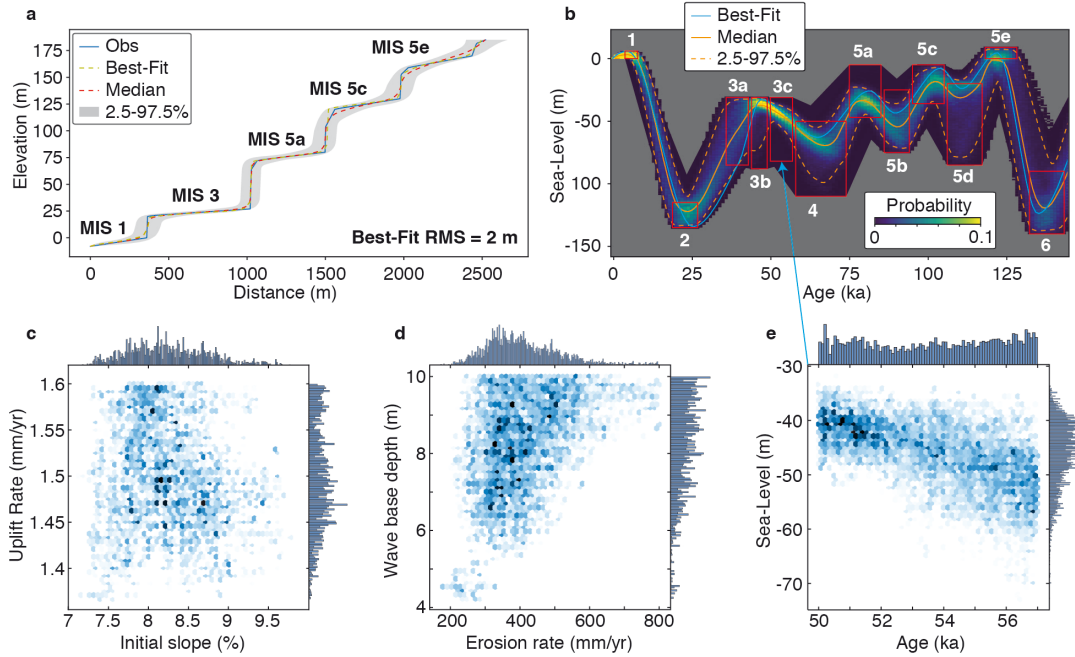 a
Obs
Best-Fit
Median
2.5-97.5%
MIS 1
MIS 3
MIS 5a
MIS 5c
MIS 5e
Best-Fit RMS = 2 m
Elevation (m)
175
150
125
100
75
50
25
0
0
500
1000
1500
2000
2500
Distance (m)
b
Best-Fit
Median
2.5-97.5%
1
2
3a
3b
3c
4
5a
5b
5c
5d
5e
6
Probability
0
0.1
Sea-Level (m)
0
-50
-100
-150
0
25
50
75
100
125
Age (ka)
c
Uplift Rate (mm/yr)
1.6
1.55
1.5
1.45
1.4
7
7.5
8
8.5
9
9.5
Initial slope (%)
d
Wave base depth (m)
10
8
6
4
200
400
600
800
Erosion rate (mm/yr)
e
Sea-Level (m)
-30
-40
-50
-60
-70
50
52
54
56
Age (ka)